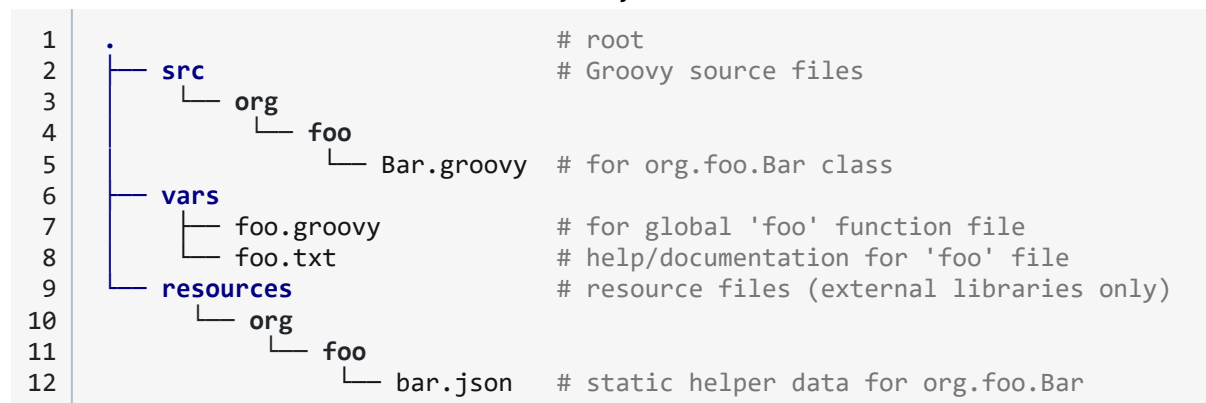 1 . # root
2 ├── src # Groovy source files
3 │ └── org
4 │ └── foo
5 │ └── Bar.groovy # for org.foo.Bar class
6 ├── vars
7 │ ├── foo.groovy # for global 'foo' function file
8 │ └── foo.txt # help/documentation for 'foo' file
9 └── resources # resource files (external libraries only)
10 └── org
11 └── foo
12 └── bar.json # static helper data for org.foo.Bar